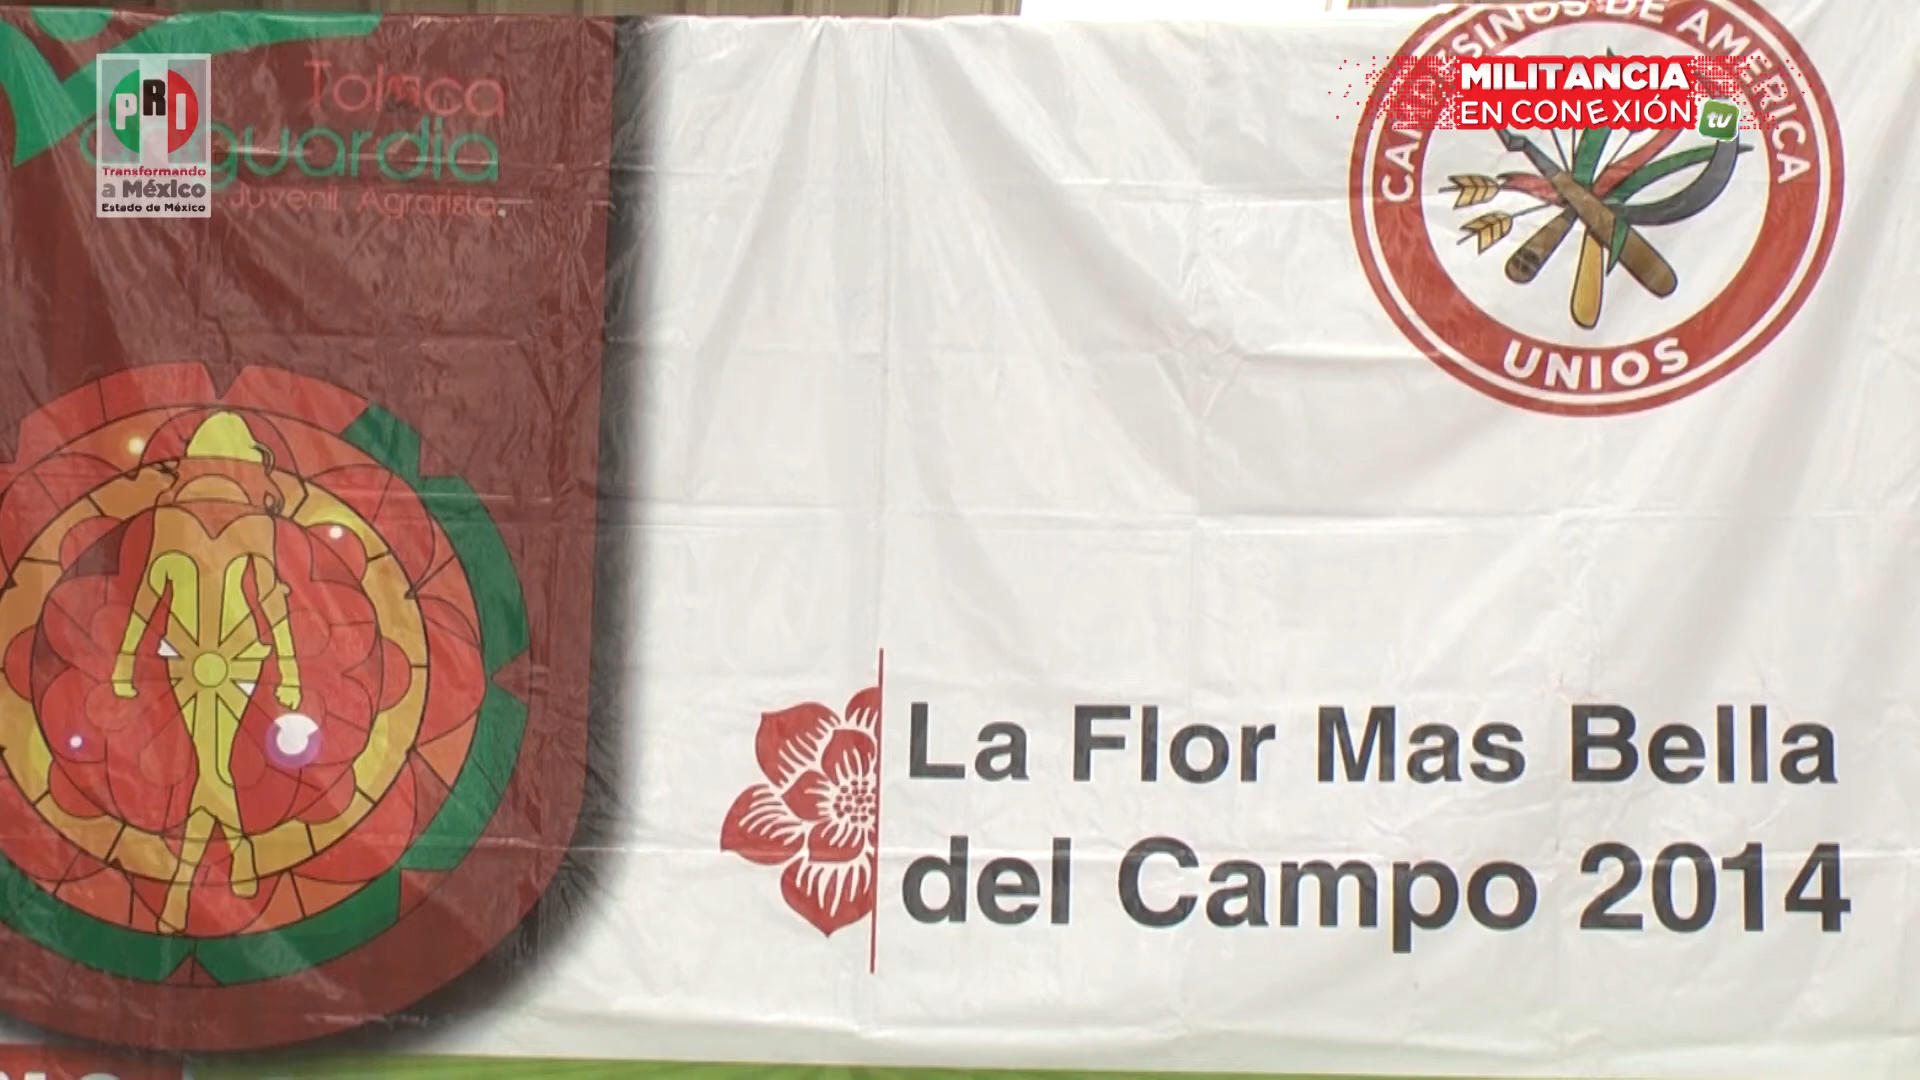 PRI
Transformando
a México
Estado de México
Toluca
Vanguardia
Juvenil Agrarista.
MILITANCIA
EN CONEXIÓN tv
CAMPESINOS DE AMERICA
UNIOS
La Flor Mas Bella
del Campo 2014